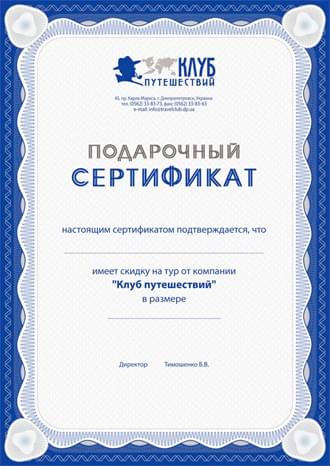 КЛУБ
ПУТЕШЕСТВИЙ
45, пр. Карла Маркса, г. Днепропетровск, Украина
тел. (0562) 33-83-73, факс (0562) 33-83-63
e-mail: info@travelclub.dp.ua
ПОДАРОЧНЫЙ
СЕРТИФИКАТ
настоящим сертификатом подтверждается, что
имеет скидку на тур от компании
"Клуб путешествий"
в размере
Директор Тимошенко Б.В.